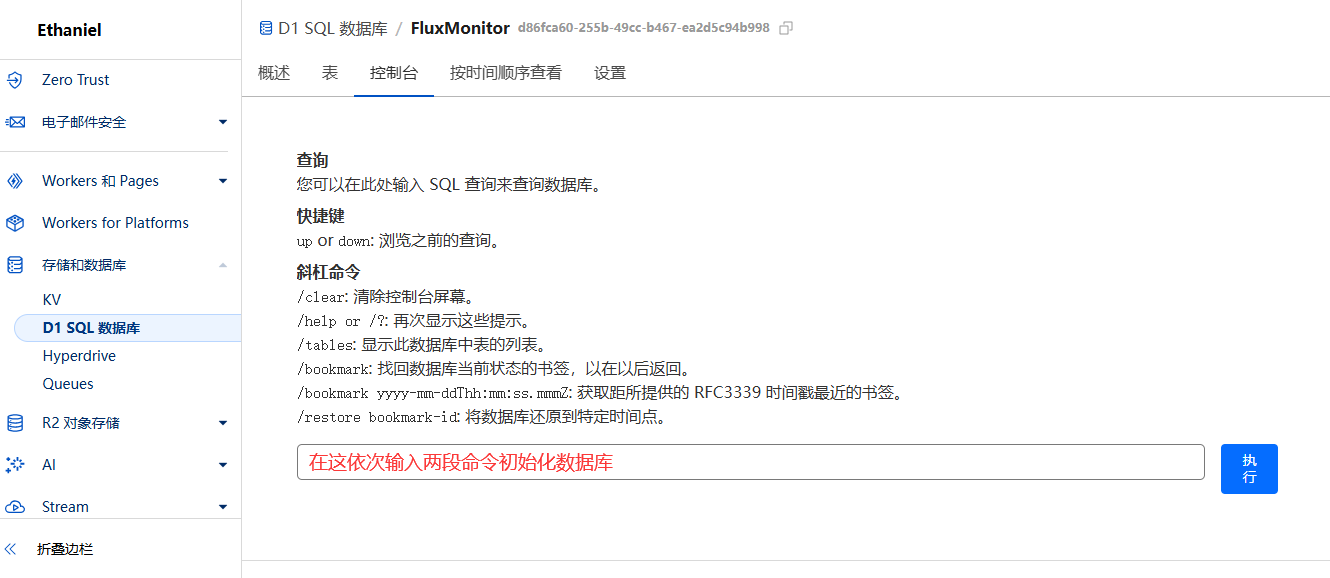 Ethaniel
Zero Trust
电子邮件安全
Workers 和 Pages
Workers for Platforms
存储和数据库
KV
D1 SQL 数据库
Hyperdrive
Queues
R2 对象存储
AI
Stream
折叠边栏
D1 SQL 数据库 / FluxMonitor d86fca60-255b-49cc-b467-ea2d5c94b998
概述 表 控制台 按时间顺序查看 设置
查询
您可以在此处输入 SQL 查询来查询数据库。
快捷键
up or down: 浏览之前的查询。
斜杠命令
/clear: 清除控制台屏幕。
/help or /?: 再次显示这些提示。
/tables: 显示此数据库中表的列表。
/bookmark: 找回数据库当前状态的书签，以在以后返回。
/bookmark yyyy-mm-ddThh:mm:ss.mmmZ: 获取距所提供的 RFC3339 时间戳最近的书签。
/restore bookmark-id: 将数据库还原到特定时间点。
在这依次输入两段命令初始化数据库
执
行